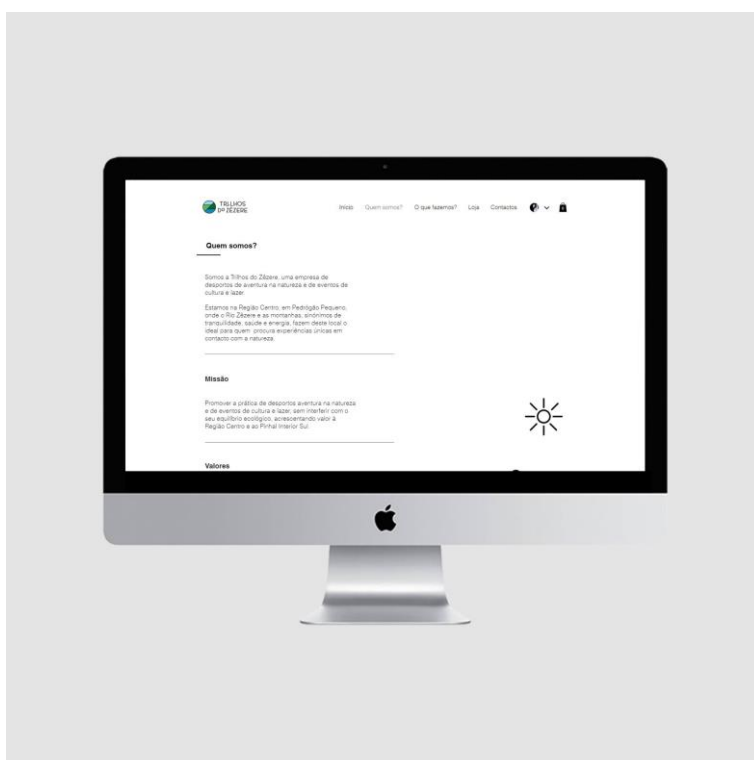 TRILHOS
DO ZÊZERE
Início Quem somos? O que fazemos? Loja Contactos
Quem somos?
Somos a Trilhos do Zêzere, uma empresa de
desportos de aventura na natureza e de eventos de
cultura e lazer.
Estamos na Região Centro, em Pedrógão Pequeno,
onde o Rio Zêzere e as montanhas, sinónimos de
tranquilidade, saúde e energia, fazem deste local o
ideal para quem procura experiências únicas em
contacto com a natureza.
Missão
Promover a prática de desportos aventura na natureza
e de eventos de cultura e lazer, sem interferir com o
seu equilíbrio ecológico, acrescentando valor à
Região Centro e ao Pinhal Interior Sul.
Valores